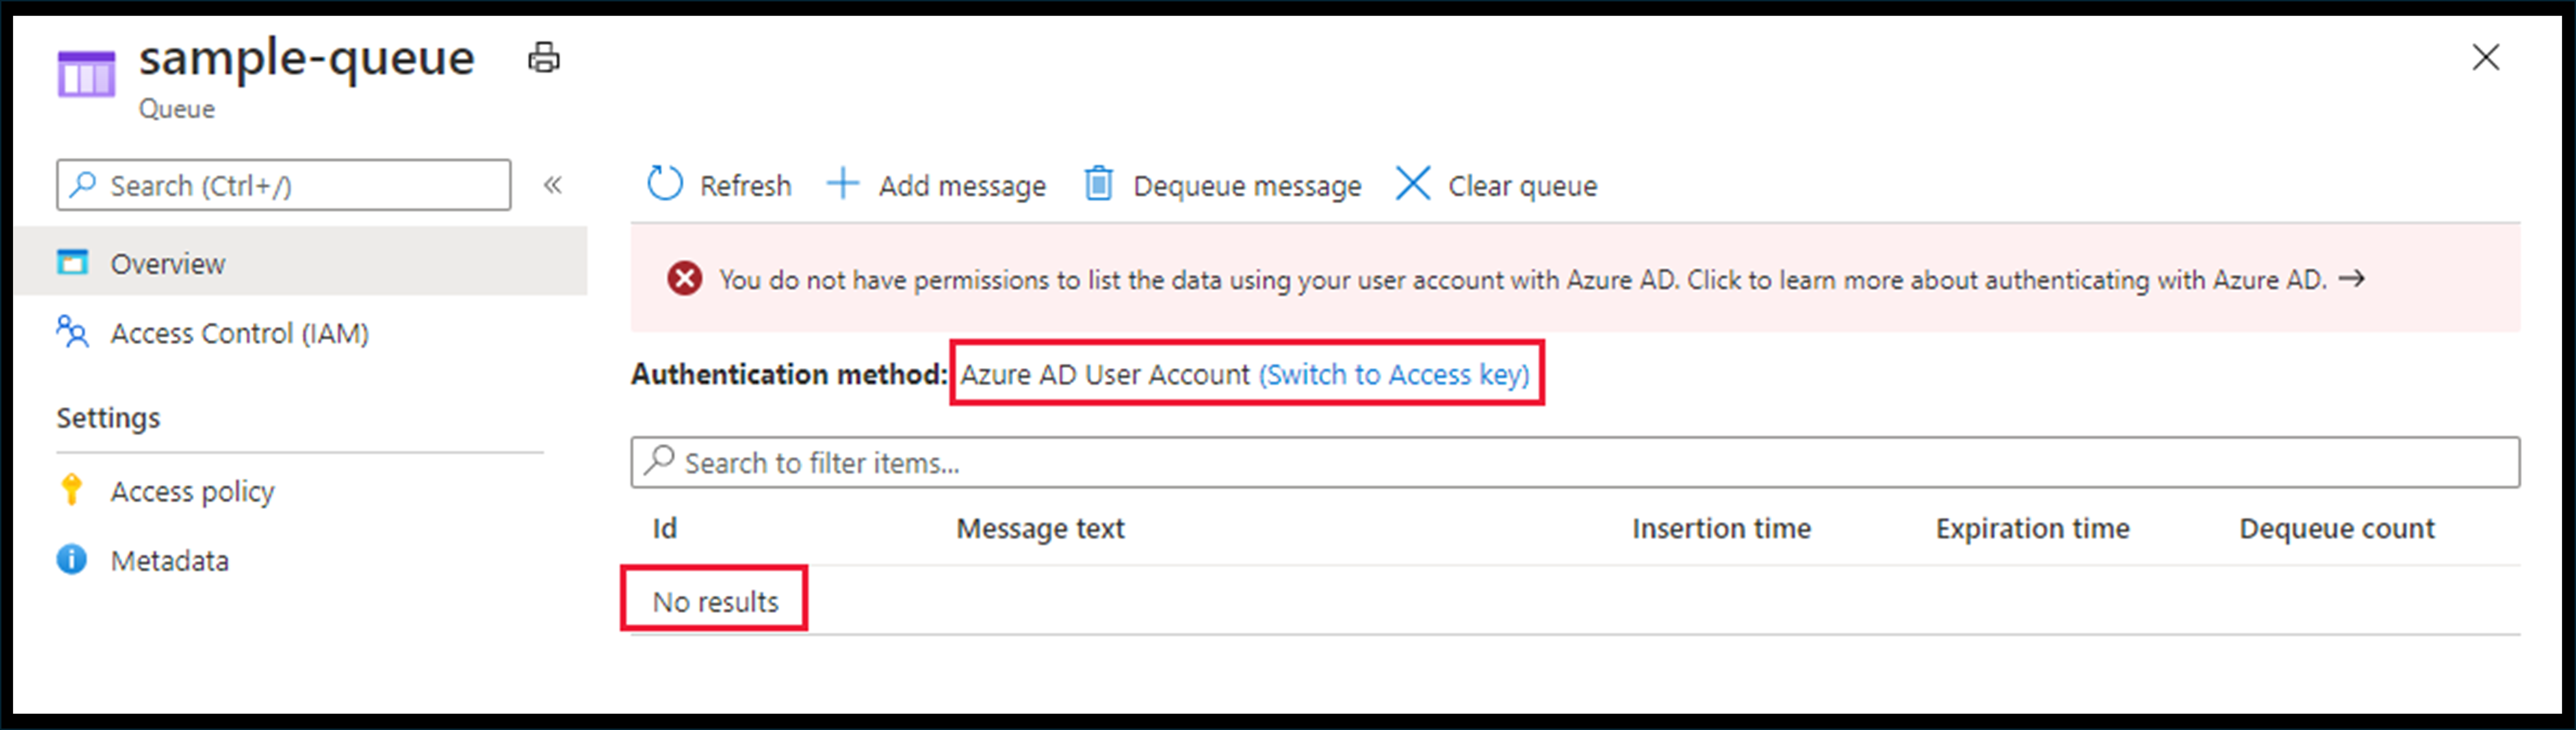 sample-queue
Queue
Search (Ctrl+/)
«
Overview
Access Control (IAM)
Settings
Access policy
Metadata
Refresh
Add message
Dequeue message
Clear queue
You do not have permissions to list the data using your user account with Azure AD. Click to learn more about authenticating with Azure AD. →
Authentication method: Azure AD User Account (Switch to Access key)
Search to filter items...
Id Message text Insertion time Expiration time Dequeue count
No results